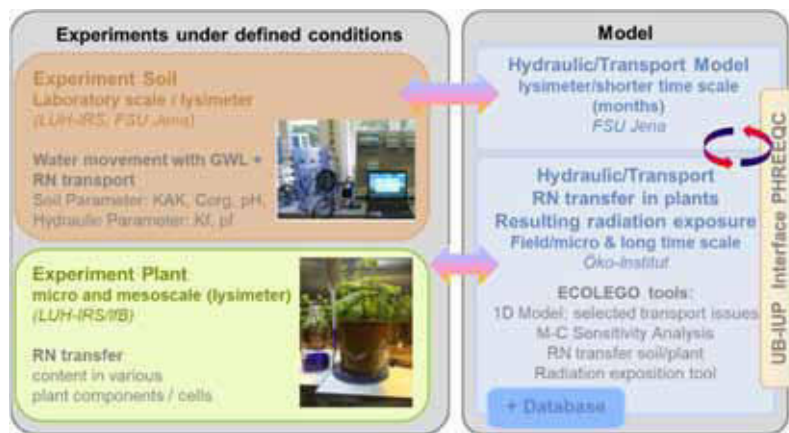 Experiments under defined conditions
Experiment Soil
Laboratory scale / lysimeter
(LUH-IRS, FSU Jena)
Water movement with GWL +
RN transport
Soil Parameter: KAK, Corg, pH,
Hydraulic Parameter: Kf, pf
Experiment Plant
micro and mesoscale (lysimeter)
(LUH-IRS/IfB)
RN transfer
content in various
plant components / cells
Model
Hydraulic/Transport Model
lysimeter/shorter time scale
(months)
FSU Jena
Hydraulic/Transport
RN transfer in plants
Resulting radiation exposure
Field/micro & long time scale
Öko-Institut
ECOLEGO tools:
1D Model: selected transport issues
M-C Sensitivity Analysis
RN transfer soil/plant
Radiation exposition tool
+ Database
UB-IUP Interface PHREEQC